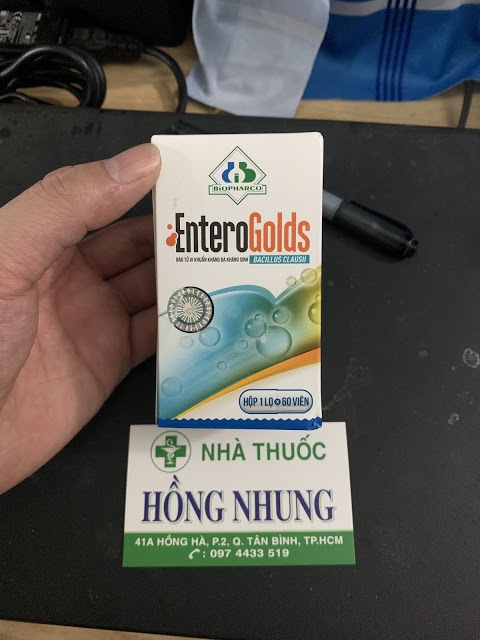 BIOPHARCO
EnteroGolds
BÀO TỬ VI KHUẨN KHÁNG ĐA KHÁNG SINH BACILLUS CLAUSII
HỘP 1 LỌ x 60 VIÊN
NHÀ THUỐC
HỒNG NHUNG
41A HỒNG HÀ, P.2, Q. TÂN BÌNH, TP.HCM
: 097 4433 519